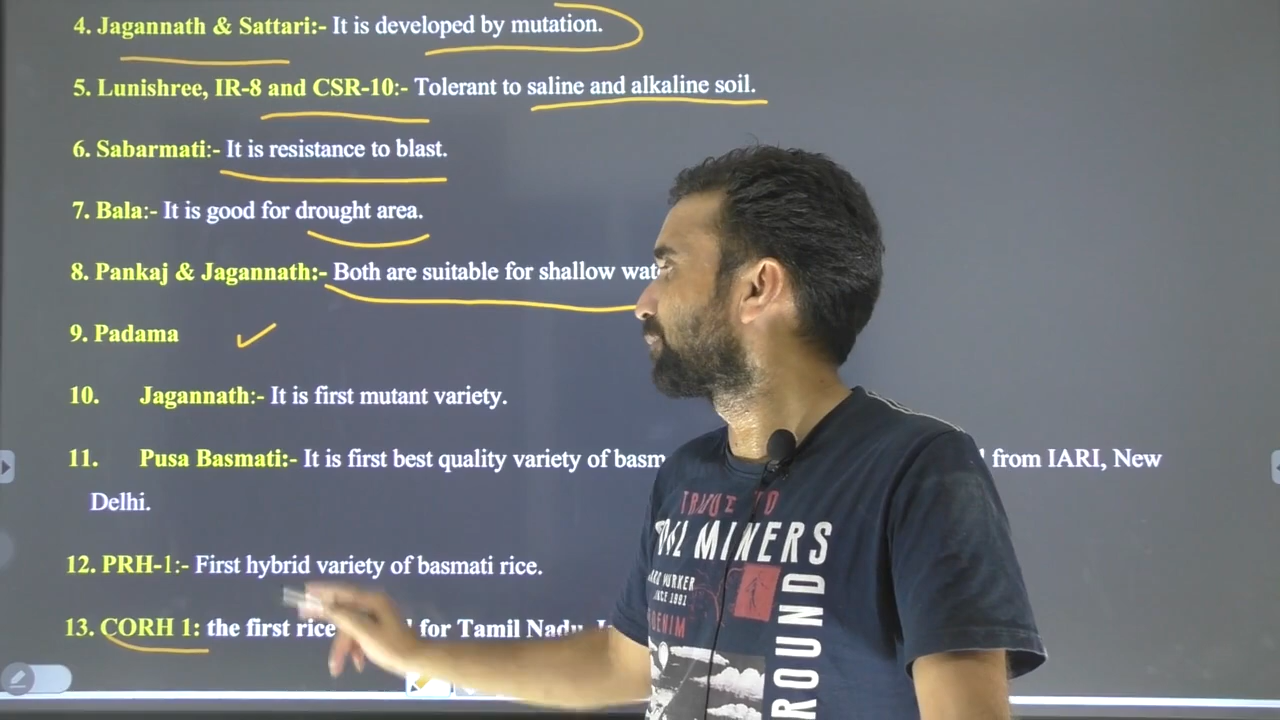 4. Jagannath & Sattari:- It is developed by mutation.
5. Lunishree, IR-8 and CSR-10:- Tolerant to saline and alkaline soil.
6. Sabarmati:- It is resistance to blast.
7. Bala:- It is good for drought area.
8. Pankaj & Jagannath:- Both are suitable for shallow
9. Padama
10. Jagannath:- It is first mutant variety.
11. Pusa Basmati:- It is first best quality variety of from IARI, New
Delhi.
12. PRH-1:- First hybrid variety of basmati rice.
13. CORH 1: the first rice for Tamil Nadu
TO
MINERS
SINCE 1981
DENIM
ROUND